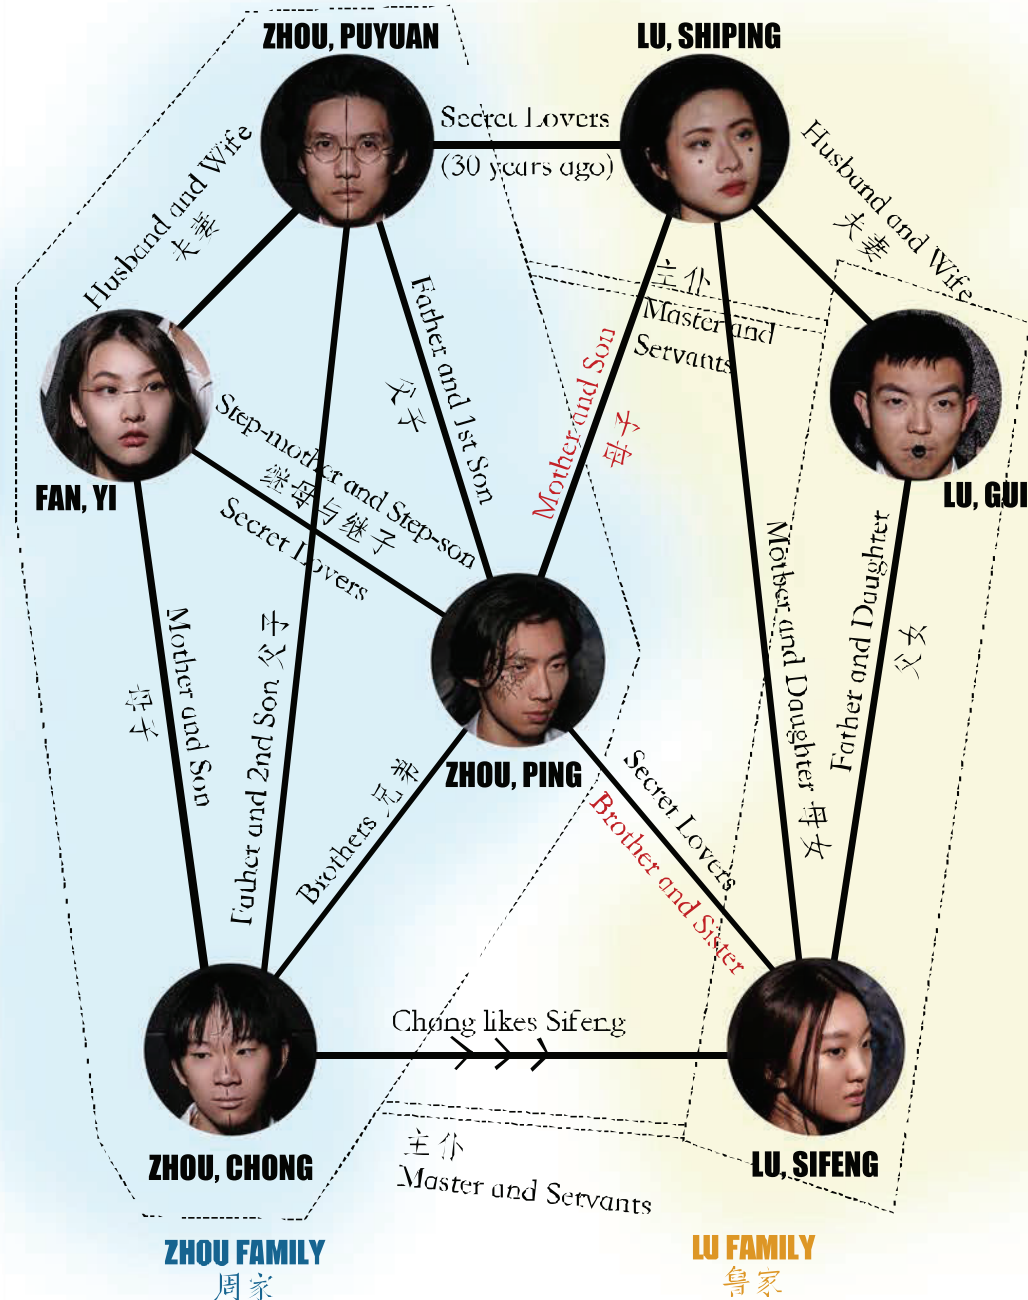 ZHOU, PUYUAN
LU, SHIPING
Secret Lovers
(30 years ago)
Husband and Wife
夫妻
Husband and Wife
夫妻
主仆
Master and
Servants
Father and 1st Son
父子
Mother and Son
母子
FAN, YI
LU, GUI
Step-mother and Step-son
继母与继子
Secret Lovers
Mother and Son
母子
Father and 2nd Son 父子
Brothers 兄弟
ZHOU, PING
Secret Lovers
Brother and Sister
Mother and Daughter 母女
Father and Daughter
父女
Chong likes Sifeng
ZHOU, CHONG
LU, SIFENG
主仆
Master and Servants
ZHOU FAMILY
周家
LU FAMILY
鲁家